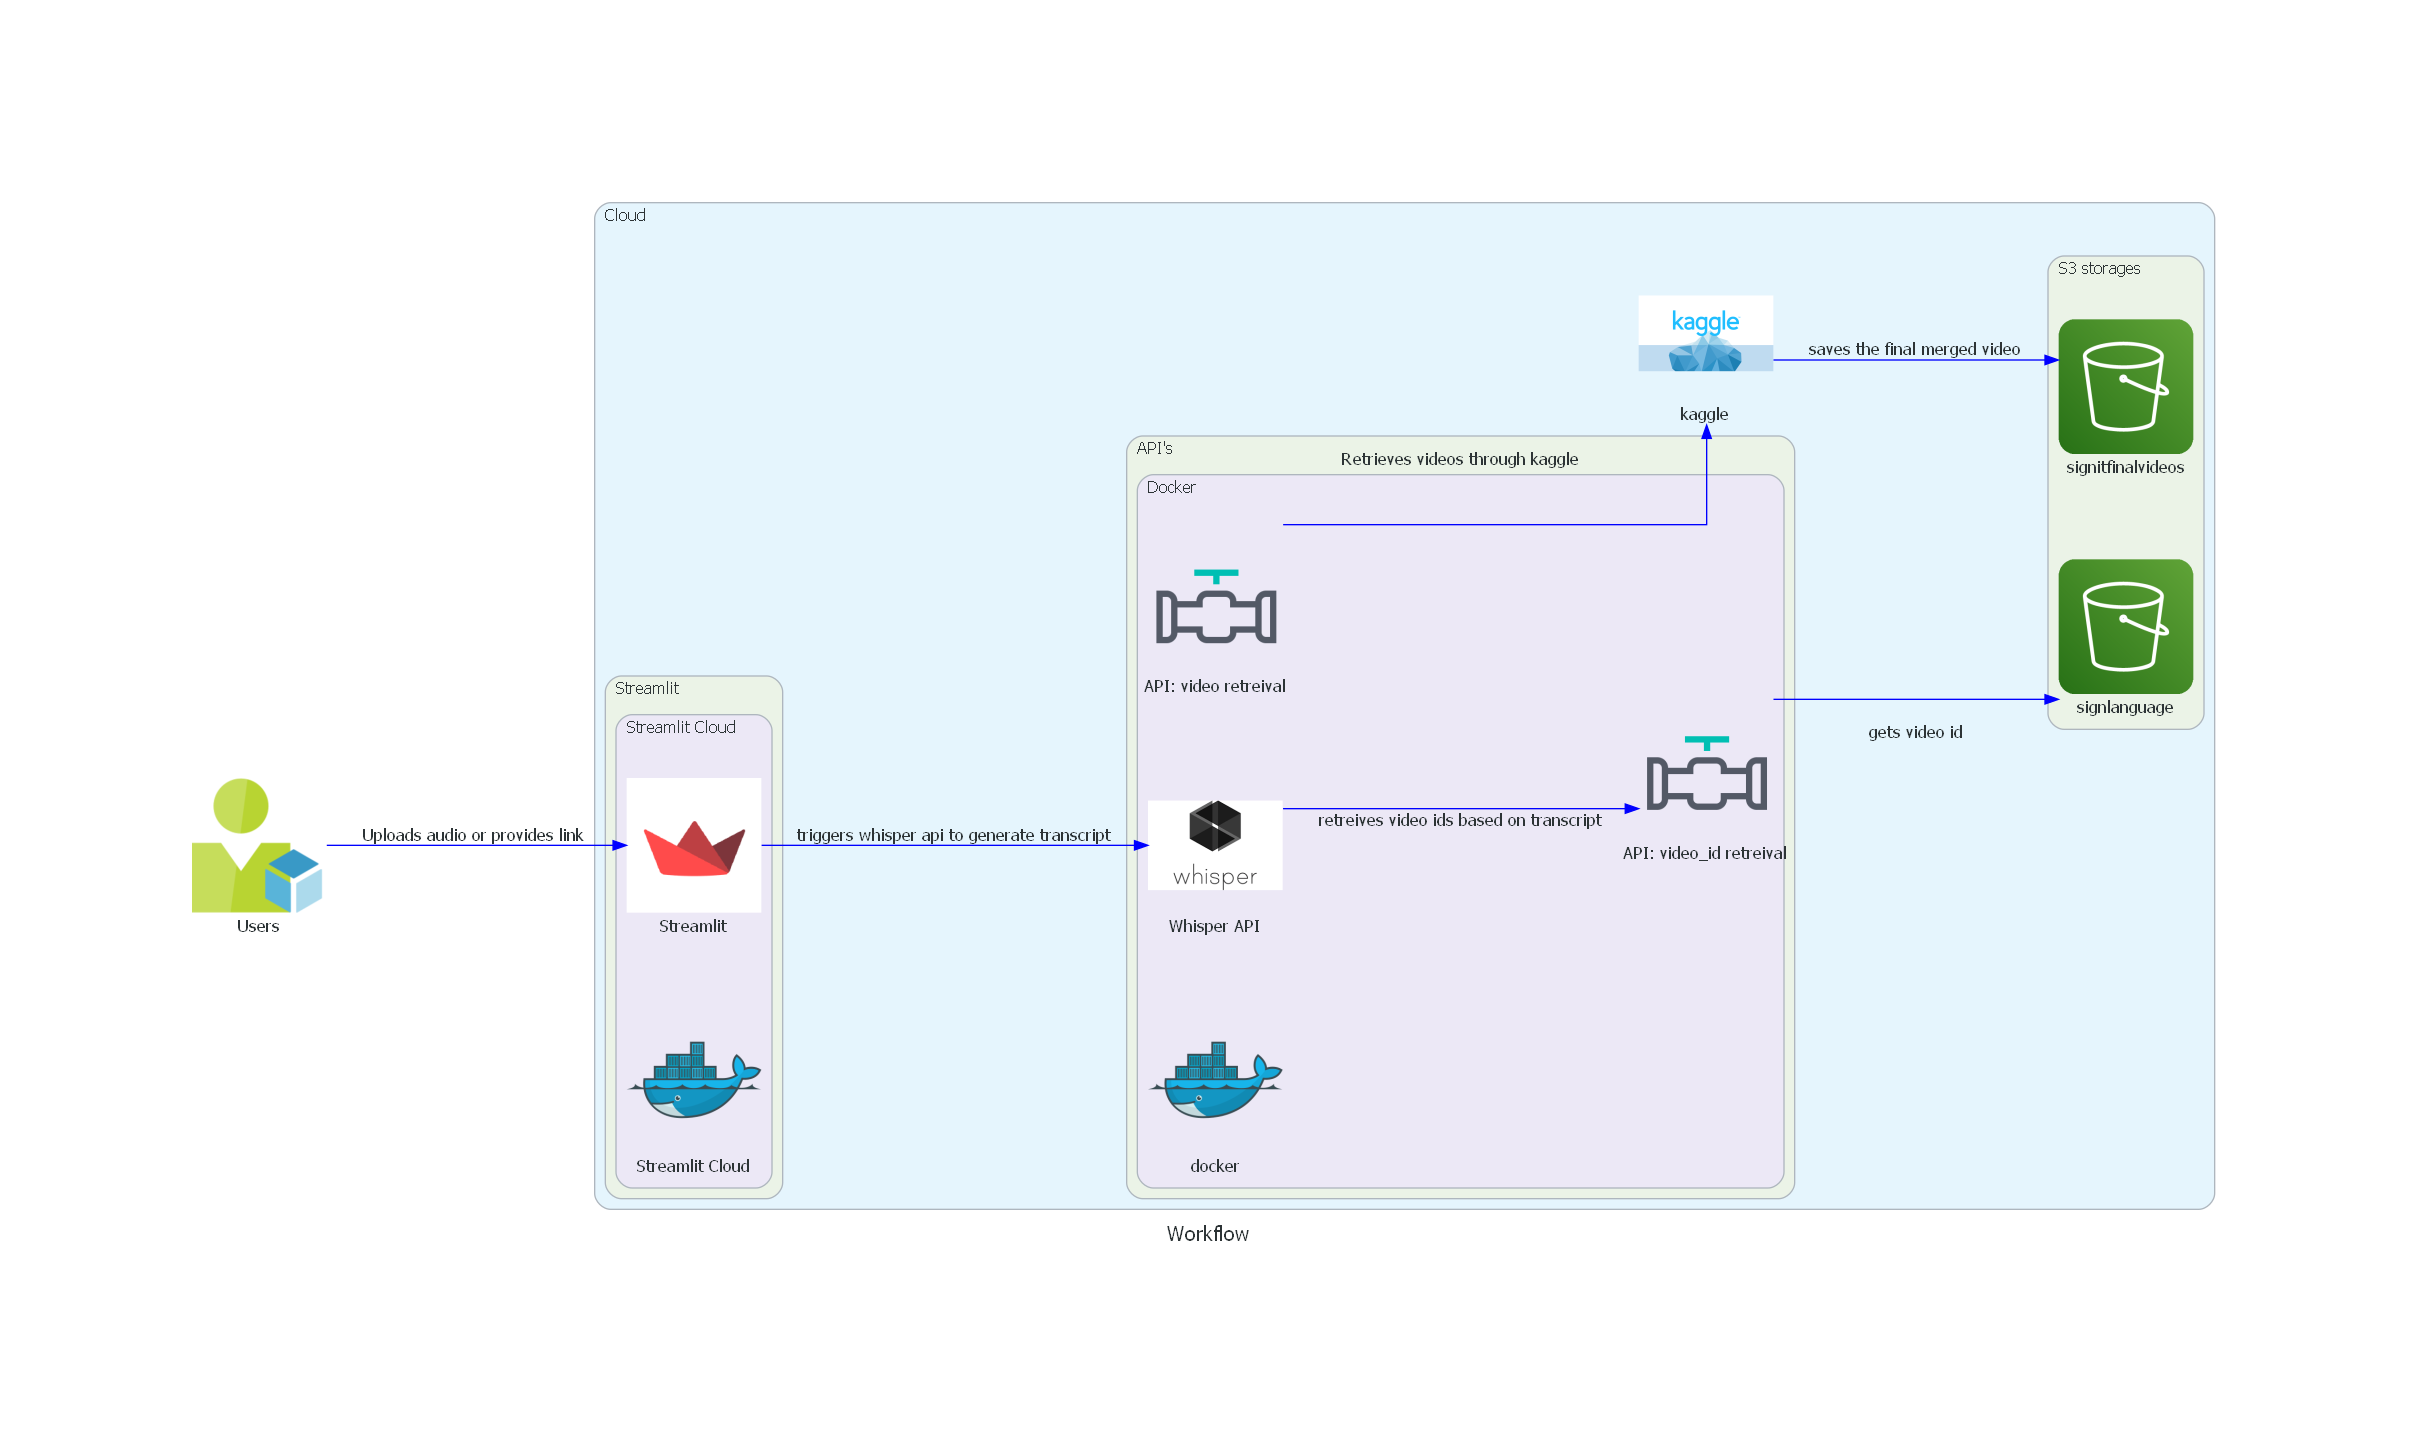 Cloud
S3 storages
kaggle
saves the final merged video
kaggle
signitfinalvideos
API's
Retrieves videos through kaggle
Docker
API: video retreival
signlanguage
gets video id
Streamlit
Streamlit Cloud
Uploads audio or provides link
triggers whisper api to generate transcript
retreives video ids based on transcript
API: video_id retreival
whisper
Users
Streamlit
Whisper API
Streamlit Cloud
docker
Workflow